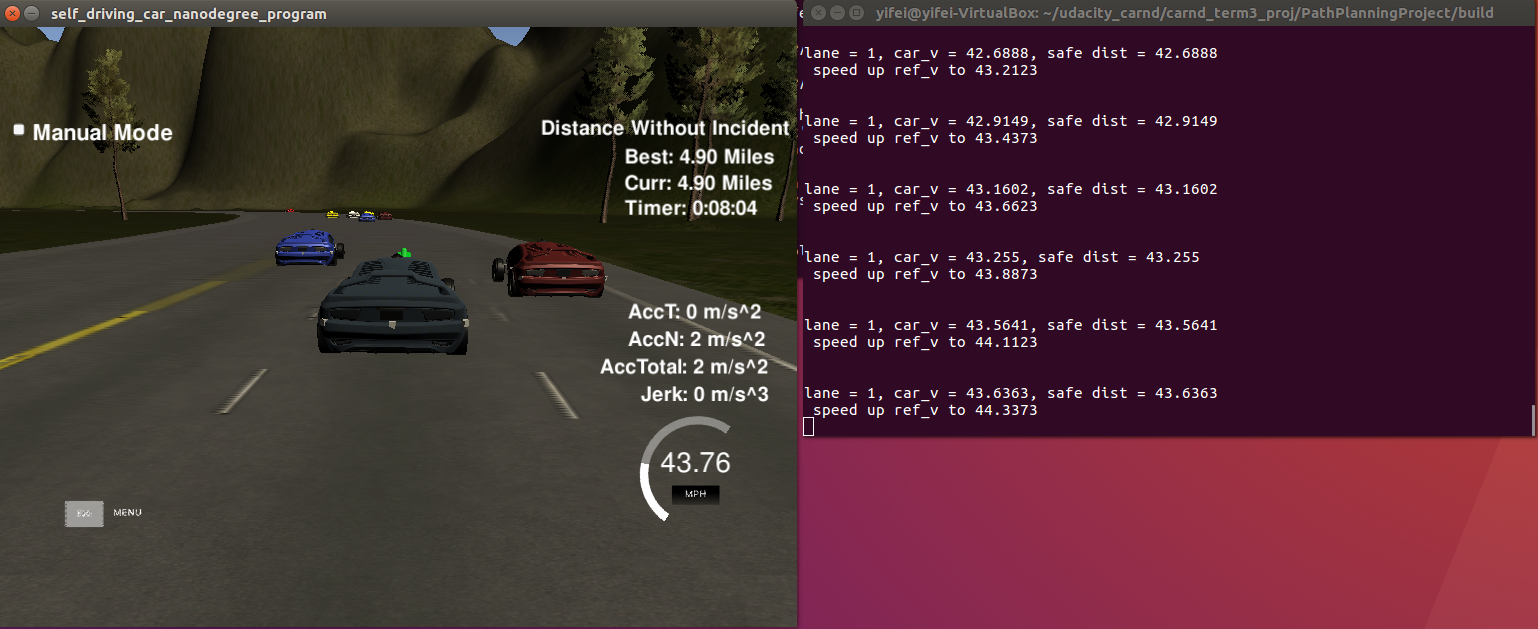 self_driving_car_nanodegree_program
Manual Mode
Distance Without Incident
Best: 4.90 Miles
Curr: 4.90 Miles
Timer: 0:08:04
AccT: 0 m/s^2
AccN: 2 m/s^2
AccTotal: 2 m/s^2
Jerk: 0 m/s^3
43.76
MPH
MENU
yifei@yifei-VirtualBox: ~/udacity_carnd/carnd_term3_proj/PathPlanningProject/build
lane = 1, car_v = 42.6888, safe dist = 42.6888
speed up ref_v to 43.2123
lane = 1, car_v = 42.9149, safe dist = 42.9149
speed up ref_v to 43.4373
lane = 1, car_v = 43.1602, safe dist = 43.1602
speed up ref_v to 43.6623
lane = 1, car_v = 43.255, safe dist = 43.255
speed up ref_v to 43.8873
lane = 1, car_v = 43.5641, safe dist = 43.5641
speed up ref_v to 44.1123
lane = 1, car_v = 43.6363, safe dist = 43.6363
speed up ref_v to 44.3373